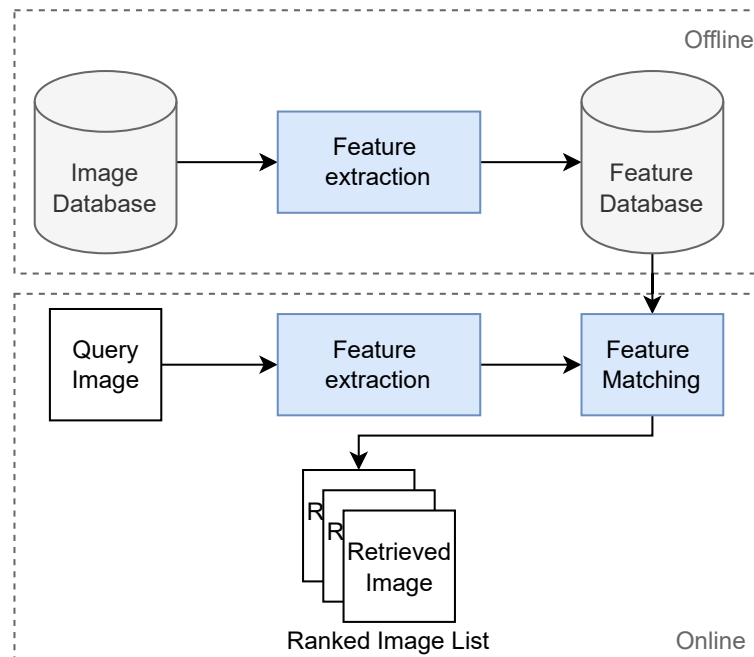 Offline
Image
Database
Feature
extraction
Feature
Database
Query
Image
Feature
extraction
Feature
Matching
R
R
Retrieved
Image
Ranked Image List
Online